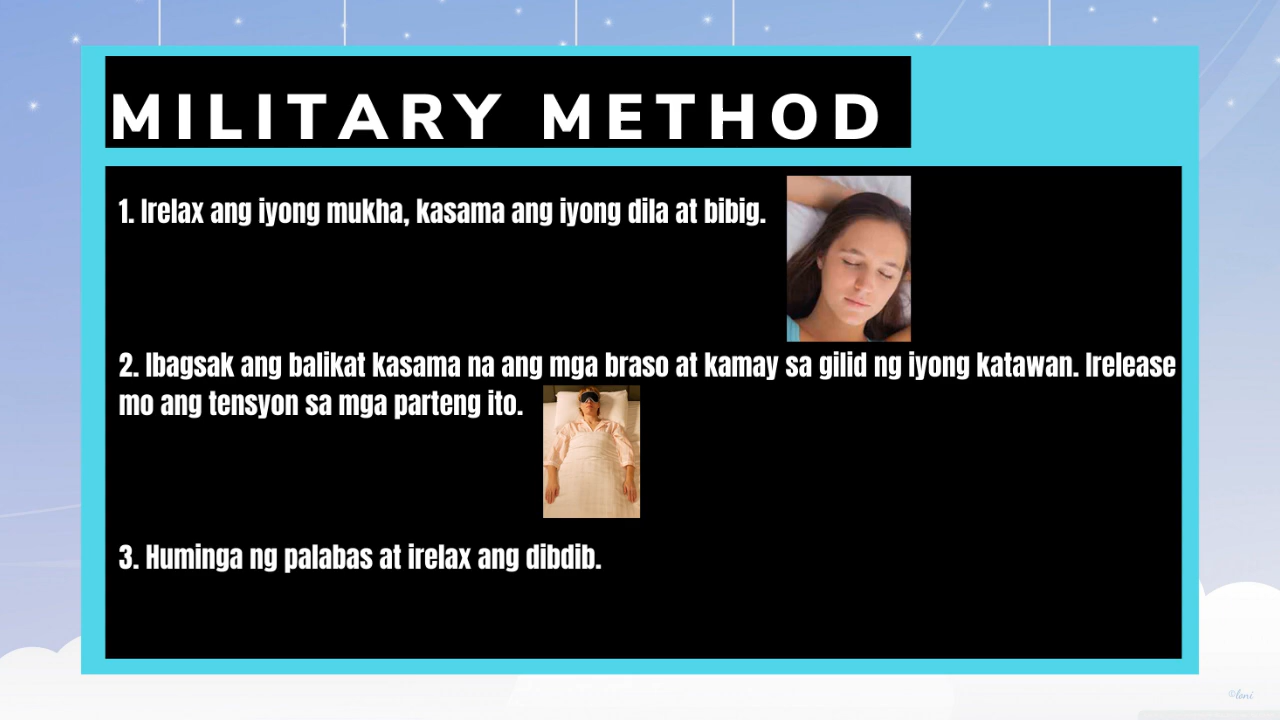 MILITARY METHOD
1. Irelax ang iyong mukha, kasama ang iyong dila at bibig.
2. Ibagsak ang balikat kasama na ang mga braso at kamay sa gilid ng iyong katawan. Irelease
mo ang tensyon sa mga parteng ito.
3. Huminga ng palabas at irelax ang dibdib.
©lani